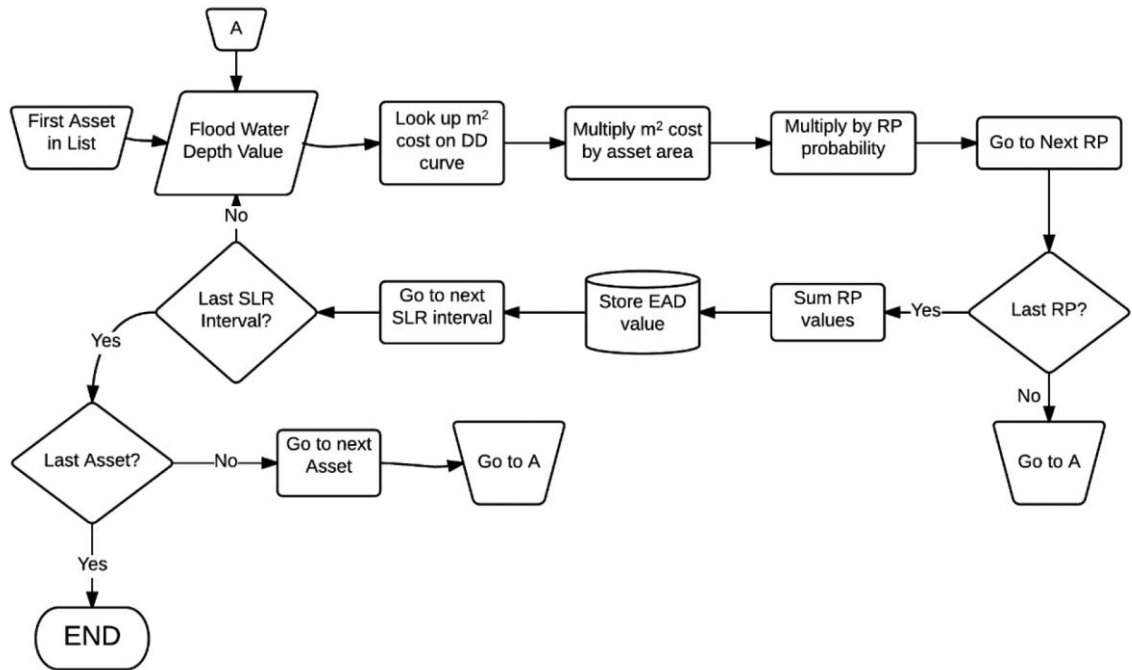 A
First Asset
in List
Flood Water
Depth Value
Look up m²
cost on DD
curve
Multiply m² cost
by asset area
Multiply by RP
probability
Go to Next RP
No
Last SLR
Interval?
Go to next
SLR interval
Store EAD
value
Sum RP
values
Yes
Last RP?
Yes
No
Last Asset?
No
Go to next
Asset
Go to A
Go to A
Yes
END